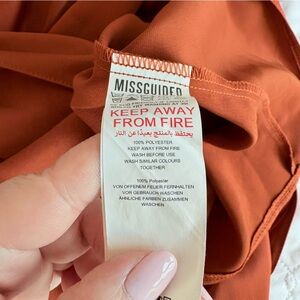 MISSGUIDED
KEEP AWAY
FROM FIRE
يحتفظ بالمنتج بعيدًا عن النار
100% POLYESTER
KEEP AWAY FROM FIRE
WASH BEFORE USE
WASH SIMILAR COLOURS
TOGETHER
100% Polyester
VON OFFENEM FEUER FERNHALTEN
VOR GEBRAUCH WASCHEN
ÄHNLICHE FARBEN ZUSAMMEN
WASCHEN